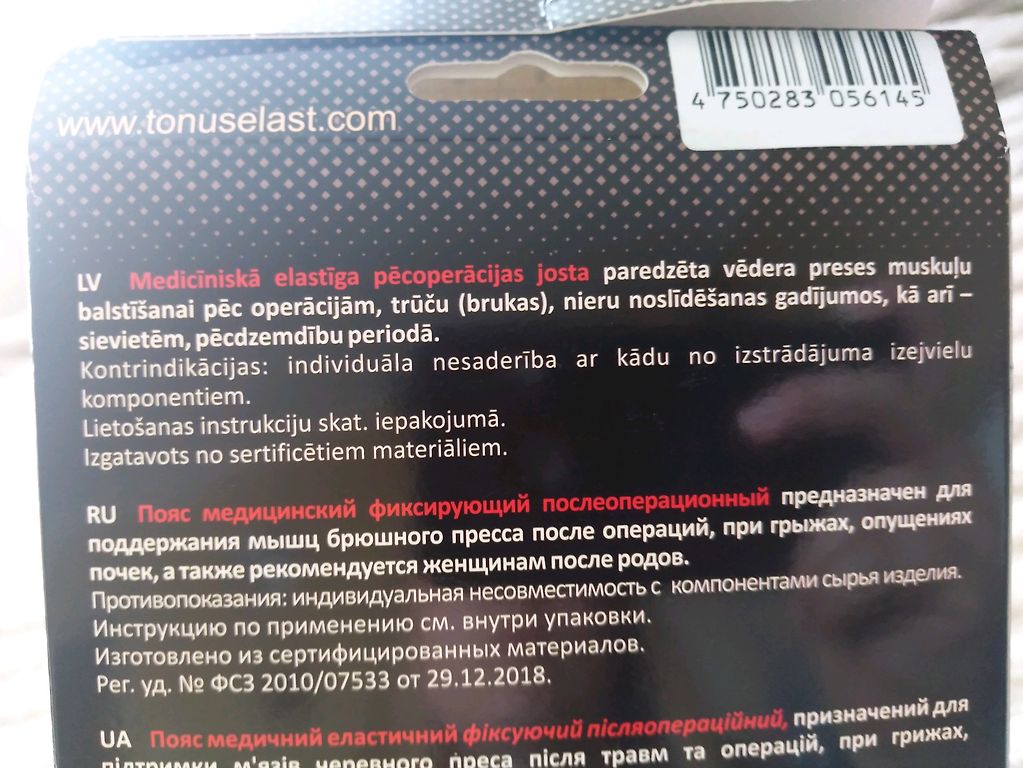 4 750283 056145
www.tonuselast.com
LV Medicīniskā elastīga pēcoperācijas josta paredzēta vēdera preses muskuļu
balstīšanai pēc operācijām, trūču (brukas), nieru noslīdēšanas gadījumos, kā arī –
sievietēm, pēcdzemdību periodā.
Kontrindikācijas: individuāla nesaderība ar kādu no izstrādājuma izejvielu
komponentiem.
Lietošanas instrukciju skat. iepakojumā.
Izgatavots no sertificētiem materiāliem.
RU Пояс медицинский фиксирующий послеоперационный предназначен для
поддержания мышц брюшного пресса после операций, при грыжах, опущениях
почек, а также рекомендуется женщинам после родов.
Противопоказания: индивидуальная несовместимость с компонентами сырья изделия.
Инструкцию по применению см. внутри упаковки.
Изготовлено из сертифицированных материалов.
Рег. уд. № ФСЗ 2010/07533 от 29.12.2018.
UA Пояс медичний еластичний фіксуючий післяопераційний, призначений для
підтримки м'язів черевного преса після травм та операцій, при грижах,